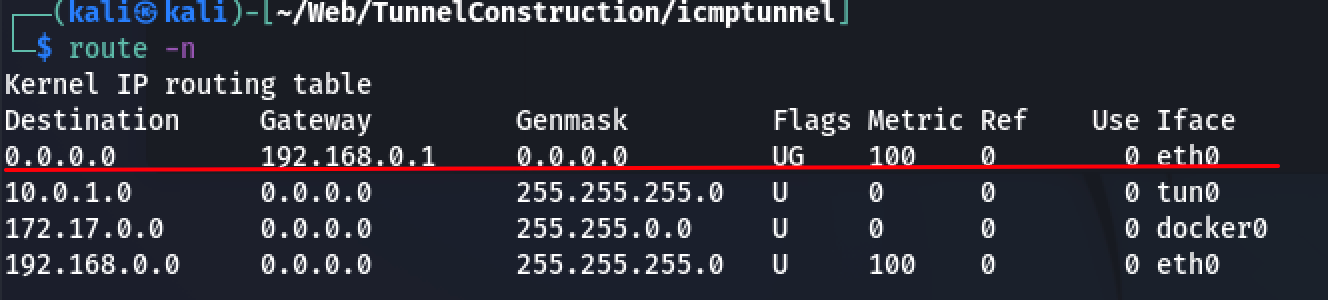 ┌──(kali㉿kali)-[~/Web/TunnelConstruction/icmptunnel]
└─$ route -n
Kernel IP routing table
Destination     Gateway         Genmask         Flags Metric Ref    Use Iface
0.0.0.0         192.168.0.1     0.0.0.0         UG    100    0        0 eth0
10.0.1.0        0.0.0.0         255.255.255.0   U     0      0        0 tun0
172.17.0.0      0.0.0.0         255.255.0.0     U     0      0        0 docker0
192.168.0.0     0.0.0.0         255.255.255.0   U     100    0        0 eth0